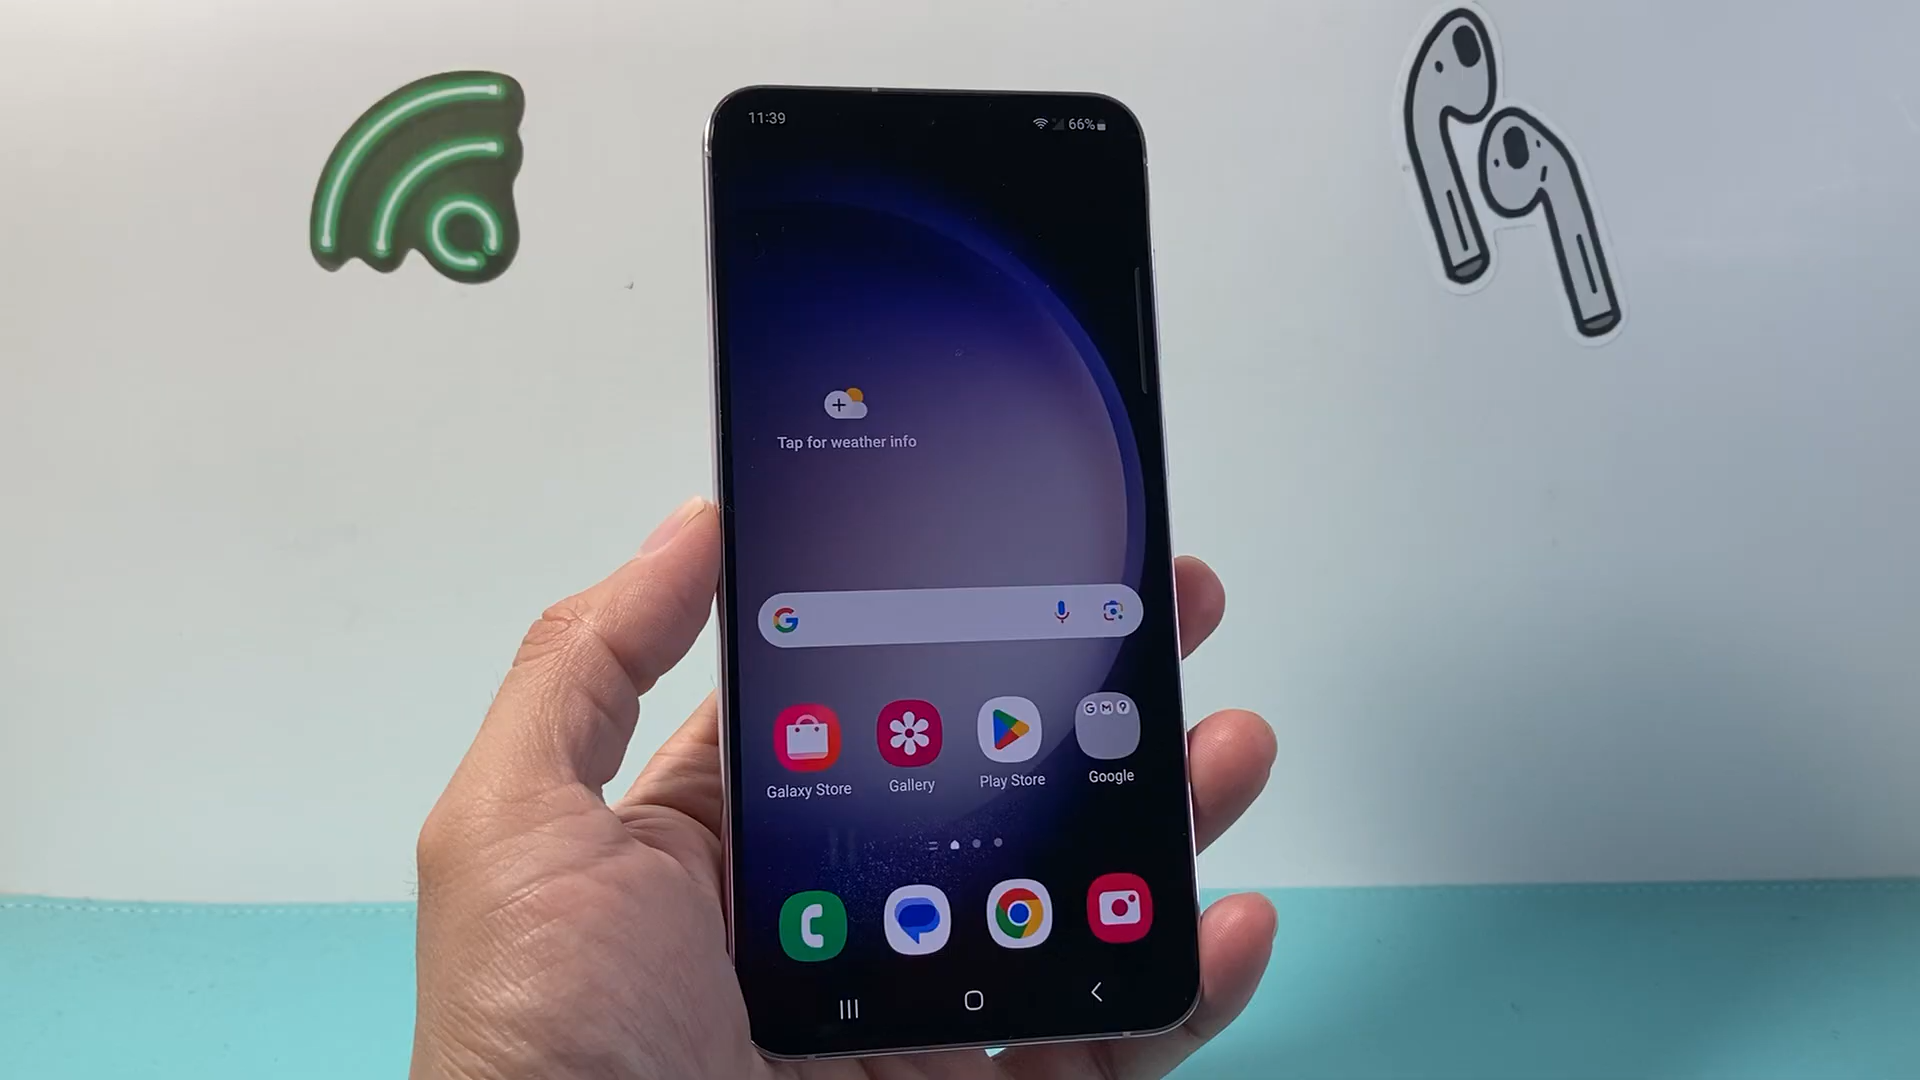 11:39
66%
Tap for weather info
G
Galaxy Store
Gallery
Play Store
G M
Google